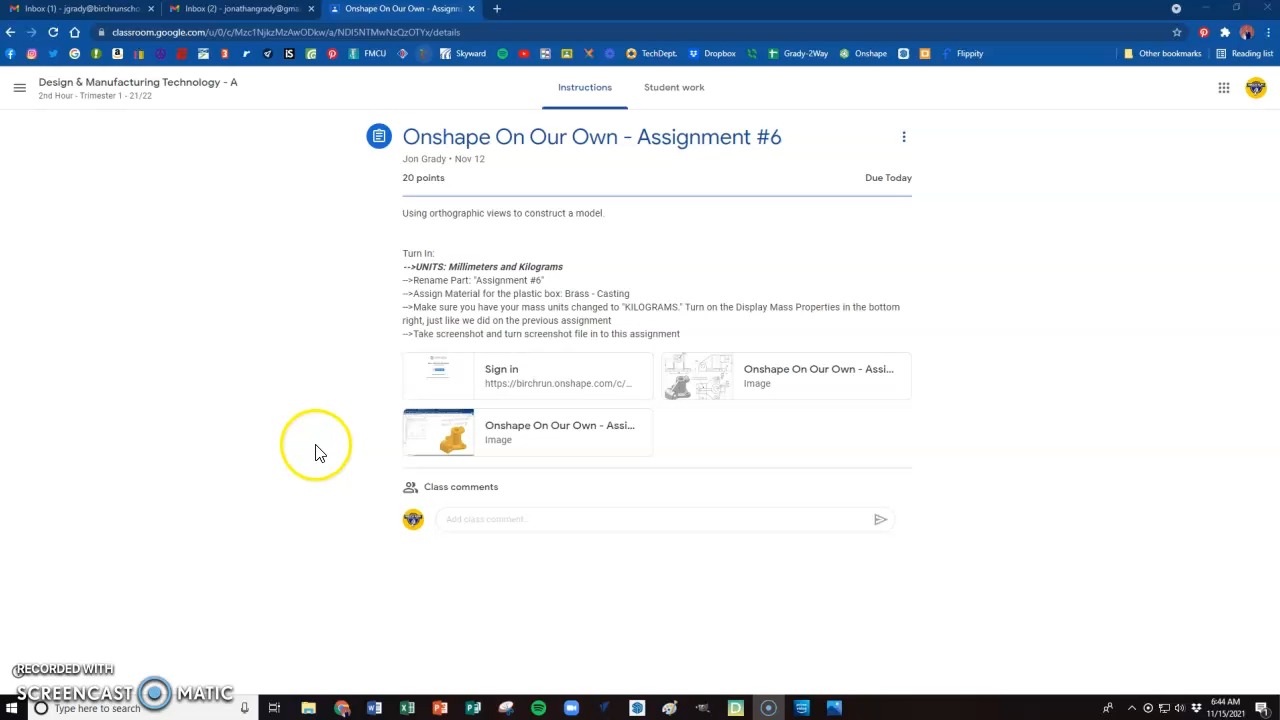 Inbox (1) - jgrady@birchrunscho
Inbox (2) - jonathangrady@gma
Onshape On Our Own - Assignm
classroom.google.com/u/0/c/Mzc1NjkzMzAwODkw/a/NDI5NTMwNzQzOTYx/details
FMCU
Skyward
TechDept.
Dropbox
Grady-2Way
Onshape
Flippity
Other bookmarks
Reading list
Design & Manufacturing Technology - A
2nd Hour - Trimester 1 - 21/22
Instructions
Student work
Onshape On Our Own - Assignment #6
Jon Grady • Nov 12
20 points
Due Today
Using orthographic views to construct a model.
Turn In:
-->UNITS: Millimeters and Kilograms
-->Rename Part: "Assignment #6"
-->Assign Material for the plastic box: Brass - Casting
-->Make sure you have your mass units changed to "KILOGRAMS." Turn on the Display Mass Properties in the bottom
right, just like we did on the previous assignment
-->Take screenshot and turn screenshot file in to this assignment
Sign in
https://birchrun.onshape.com/c/...
Onshape On Our Own - Assi...
Image
Onshape On Our Own - Assi...
Image
Class comments
Add class comment...
RECORDED WITH
SCREENCAST MATIC
Type here to search
6:44 AM
11/15/2021